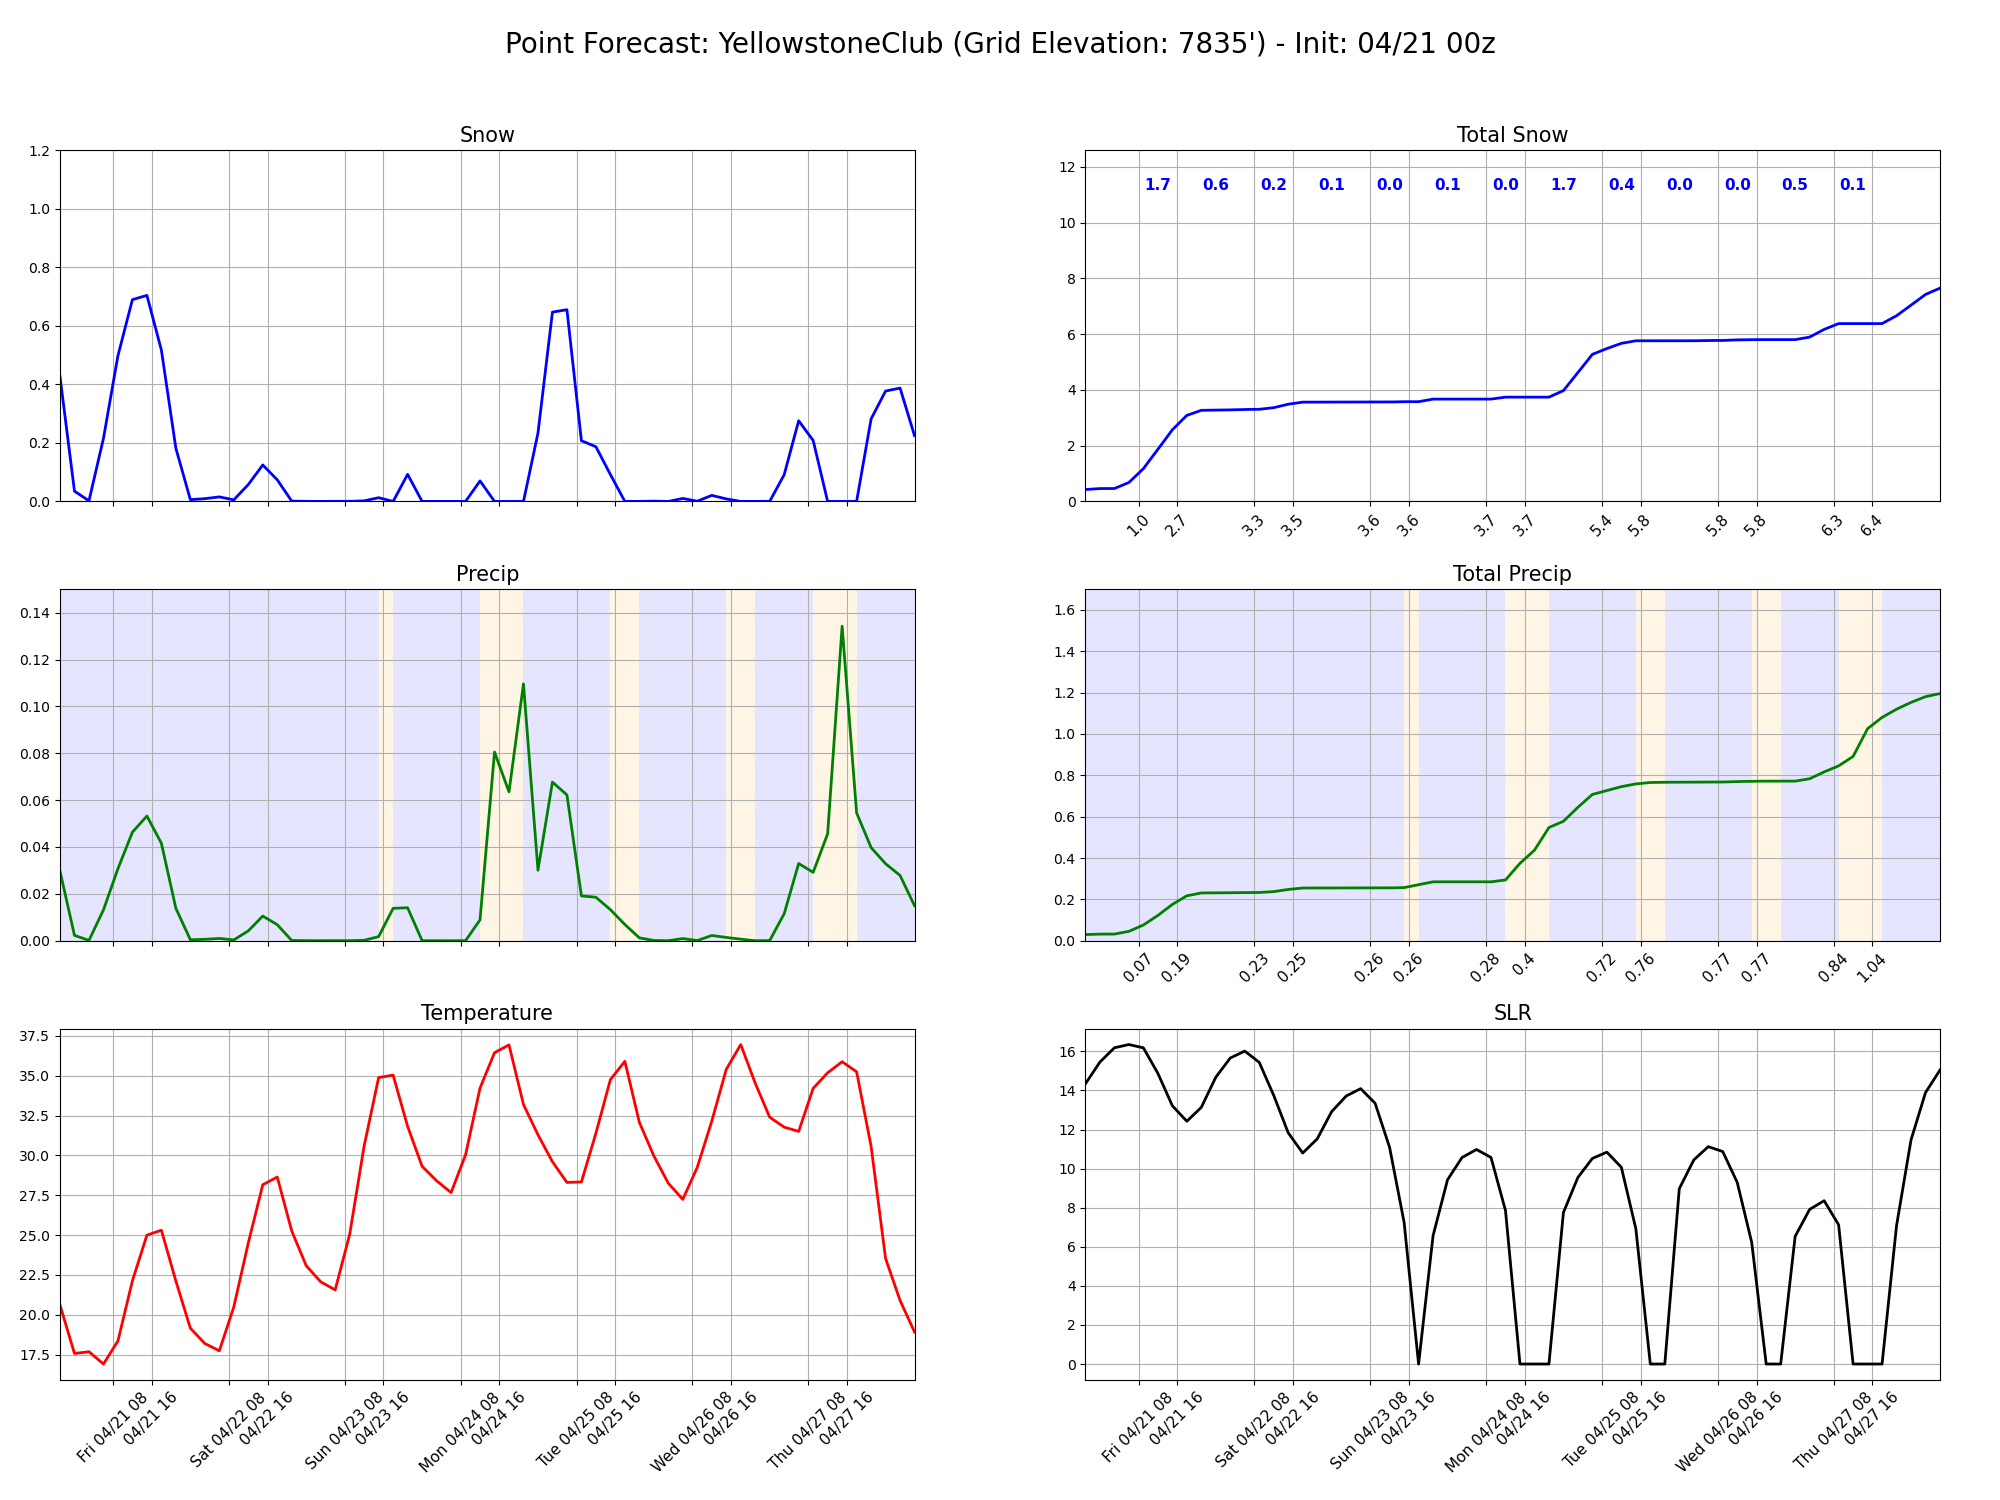 Point Forecast: YellowstoneClub (Grid Elevation: 7835') - Init: 04/21 00z
Snow
1.2
1.0
0.8
0.6
0.4
0.2
0.0
Total Snow
12
10
8
6
4
2
0
1.7 0.6 0.2 0.1 0.0 0.1 0.0 1.7 0.4 0.0 0.0 0.5 0.1
1.0 2.7 3.3 3.5 3.6 3.6 3.7 3.7 5.4 5.8 5.8 5.8 6.3 6.4
Precip
0.14
0.12
0.10
0.08
0.06
0.04
0.02
0.00
Total Precip
1.6
1.4
1.2
1.0
0.8
0.6
0.4
0.2
0.0
0.07 0.19 0.23 0.25 0.26 0.26 0.28 0.4 0.72 0.76 0.77 0.77 0.84 1.04
Temperature
37.5
35.0
32.5
30.0
27.5
25.0
22.5
20.0
17.5
Fri 04/21 08
04/21 16
Sat 04/22 08
04/22 16
Sun 04/23 08
04/23 16
Mon 04/24 08
04/24 16
Tue 04/25 08
04/25 16
Wed 04/26 08
04/26 16
Thu 04/27 08
04/27 16
SLR
16
14
12
10
8
6
4
2
0
Fri 04/21 08
04/21 16
Sat 04/22 08
04/22 16
Sun 04/23 08
04/23 16
Mon 04/24 08
04/24 16
Tue 04/25 08
04/25 16
Wed 04/26 08
04/26 16
Thu 04/27 08
04/27 16